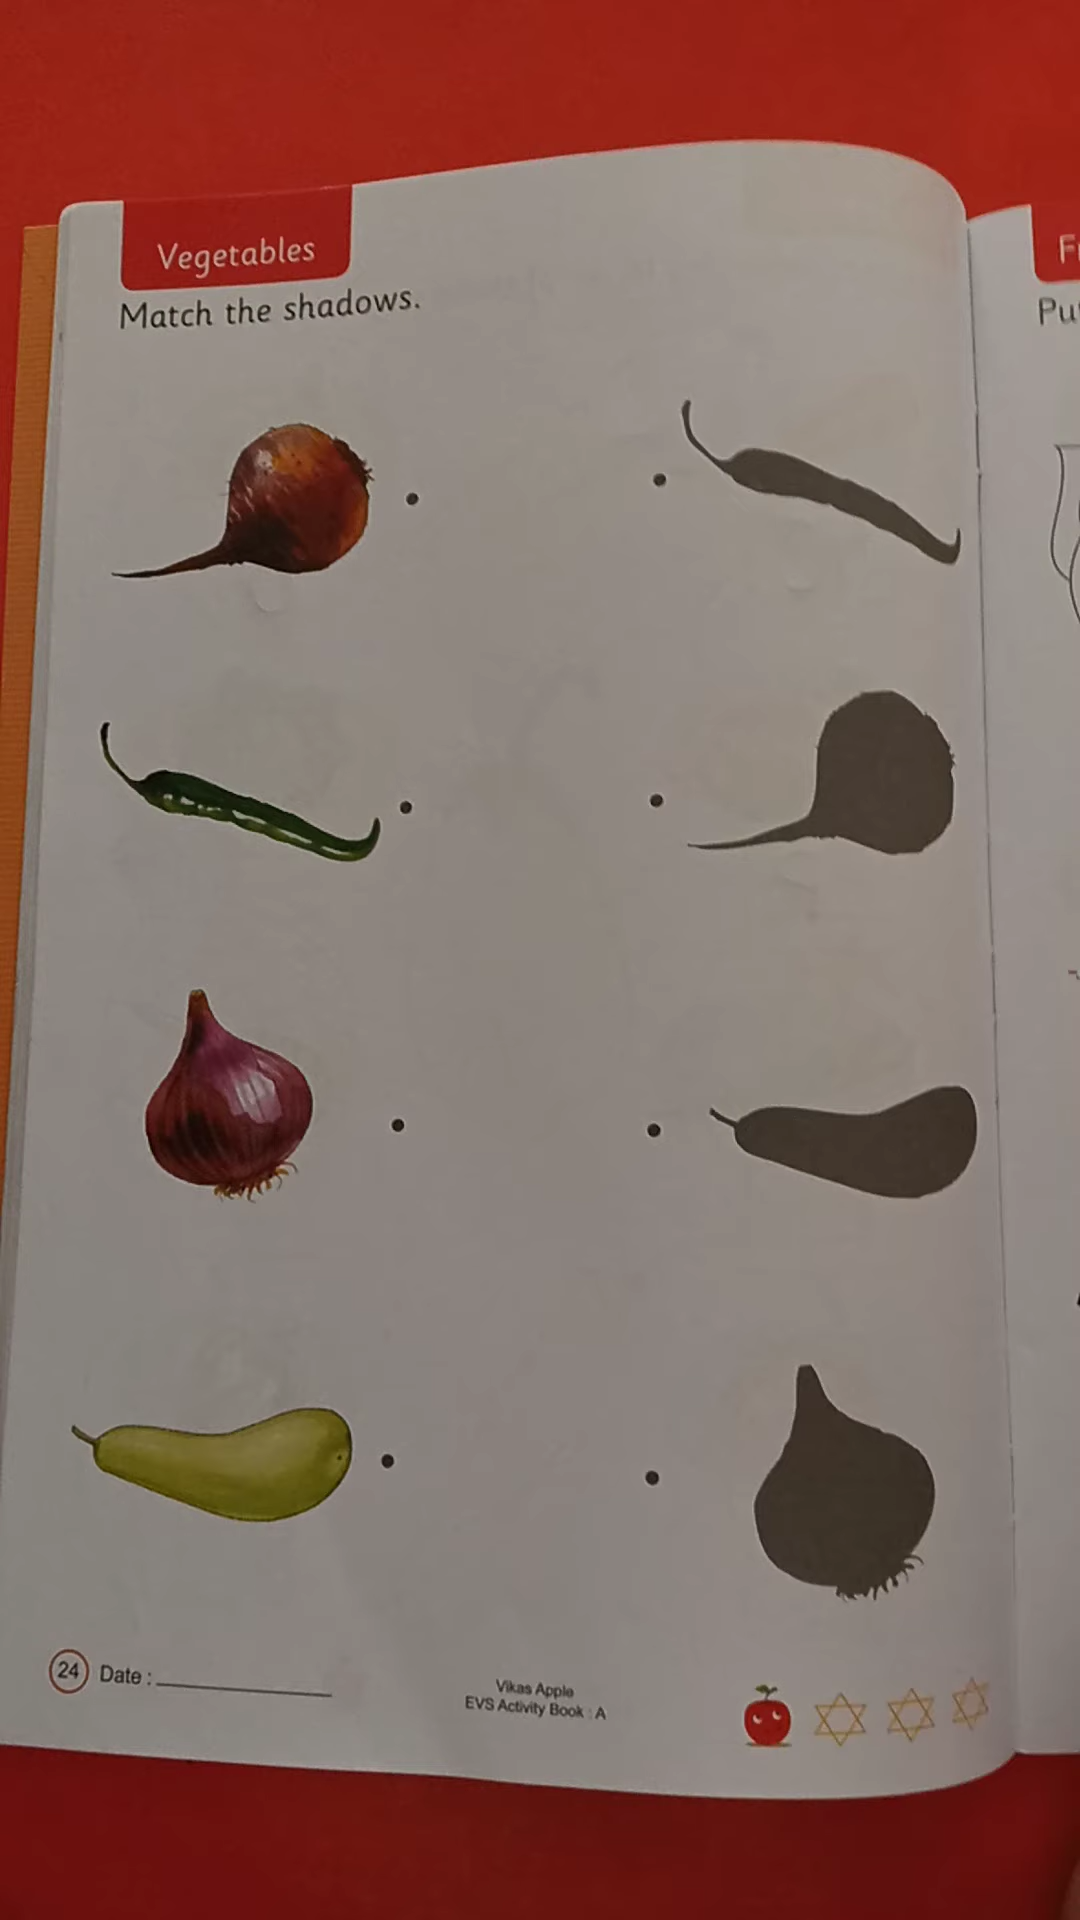 Vegetables
Match the shadows.
24 Date :
Vikas Apple
EVS Activity Book : A